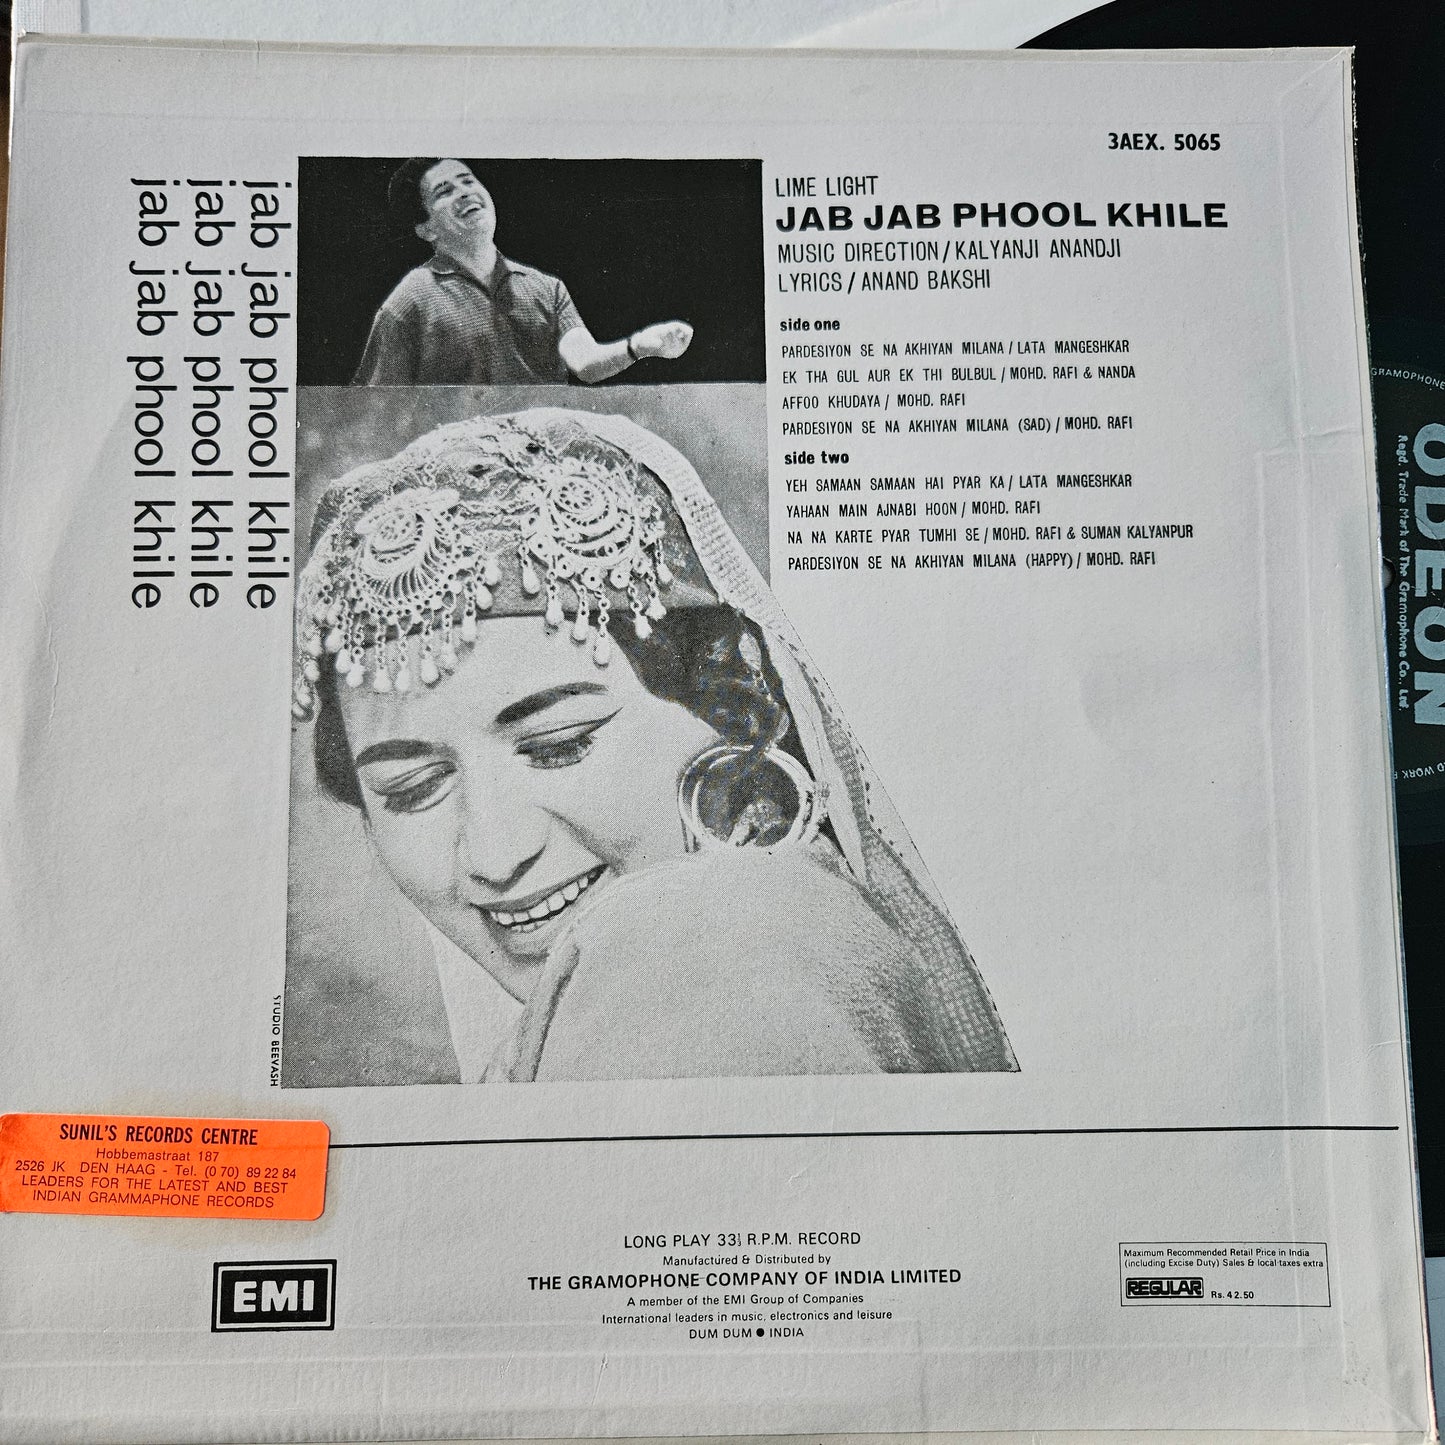 3AEX. 5065
jab jab phool khile
jab jab phool khile
jab jab phool khile
LIME LIGHT
JAB JAB PHOOL KHILE
MUSIC DIRECTION / KALYANJI ANANDJI
LYRICS / ANAND BAKSHI
side one
PARDESIYON SE NA AKHIYAN MILANA / LATA MANGESHKAR
EK THA GUL AUR EK THI BULBUL / MOHD. RAFI & NANDA
AFFOO KHUDAYA / MOHD. RAFI
PARDESIYON SE NA AKHIYAN MILANA (SAD) / MOHD. RAFI
side two
YEH SAMAAN SAMAAN HAI PYAR KA / LATA MANGESHKAR
YAHAAN MAIN AJNABI HOON / MOHD. RAFI
NA NA KARTE PYAR TUMHI SE / MOHD. RAFI & SUMAN KALYANPUR
PARDESIYON SE NA AKHIYAN MILANA (HAPPY) / MOHD. RAFI
STUDIO BEEVASH
SUNIL'S RECORDS CENTRE
Hobbemastraat 187
2526 JK DEN HAAG - Tel. (0 70) 89 22 84
LEADERS FOR THE LATEST AND BEST
INDIAN GRAMMAPHONE RECORDS
EMI
LONG PLAY 33⅓ R.P.M. RECORD
Manufactured & Distributed by
THE GRAMOPHONE COMPANY OF INDIA LIMITED
A member of the EMI Group of Companies
International leaders in music, electronics and leisure
DUM DUM ● INDIA
Maximum Recommended Retail Price in India
(including Excise Duty) Sales & local taxes extra
REGULAR Rs. 42.50
GRAMOPHONE
ODEON
Regd. Trade Mark of The Gramophone Co., Ltd.
WORK